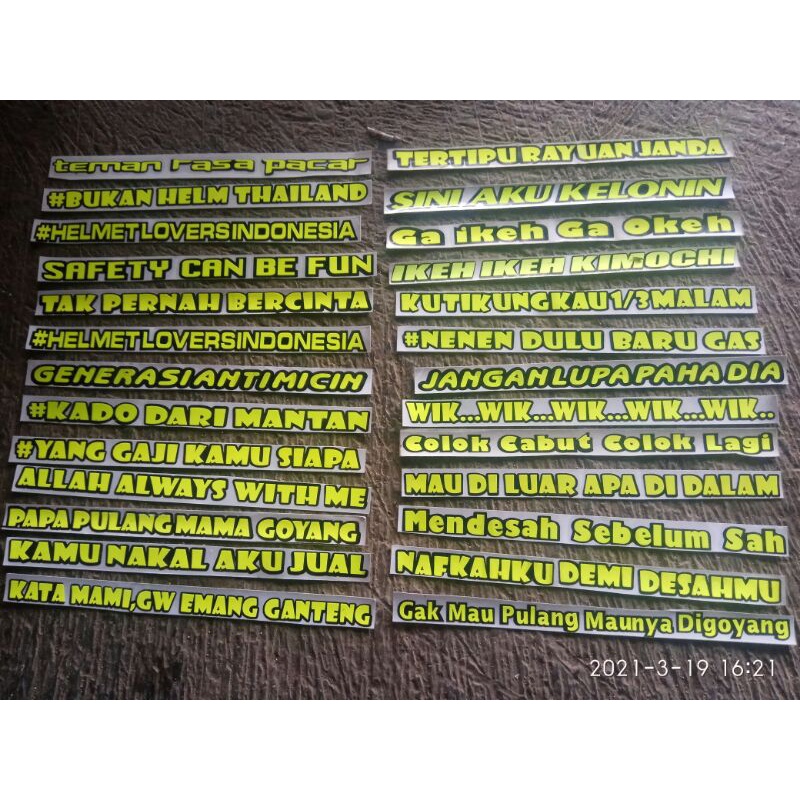 teman rasa pacar
#BUKAN HELM THAILAND
#HELMETLOVERSINDONESIA
SAFETY CAN BE FUN
TAK PERNAH BERCINTA
#HELMETLOVERSINDONESIA
GENERASIANTIMICIN
#KADO DARI MANTAN
#YANG GAJI KAMU SIAPA
ALLAH ALWAYS WITH ME
PAPA PULANG MAMA GOYANG
KAMU NAKAL AKU JUAL
KATA MAMI,GW EMANG GANTENG
TERTIPU RAYUAN JANDA
SINI AKU KELONIN
Ga ikeh Ga Okeh
IKEH IKEH KIMOCHI
KUTIKUNGKAU1/3MALAM
#NENEN DULU BARU GAS
JANGANLUPAPAHADIA
WIK...WIK...WIK...WIK...WIK..
Colok Cabut Colok Lagi
MAU DI LUAR APA DI DALAM
Mendesah Sebelum Sah
NAFKAHKU DEMI DESAHMU
Gak Mau Pulang Maunya Digoyang
2021-3-19 16:21